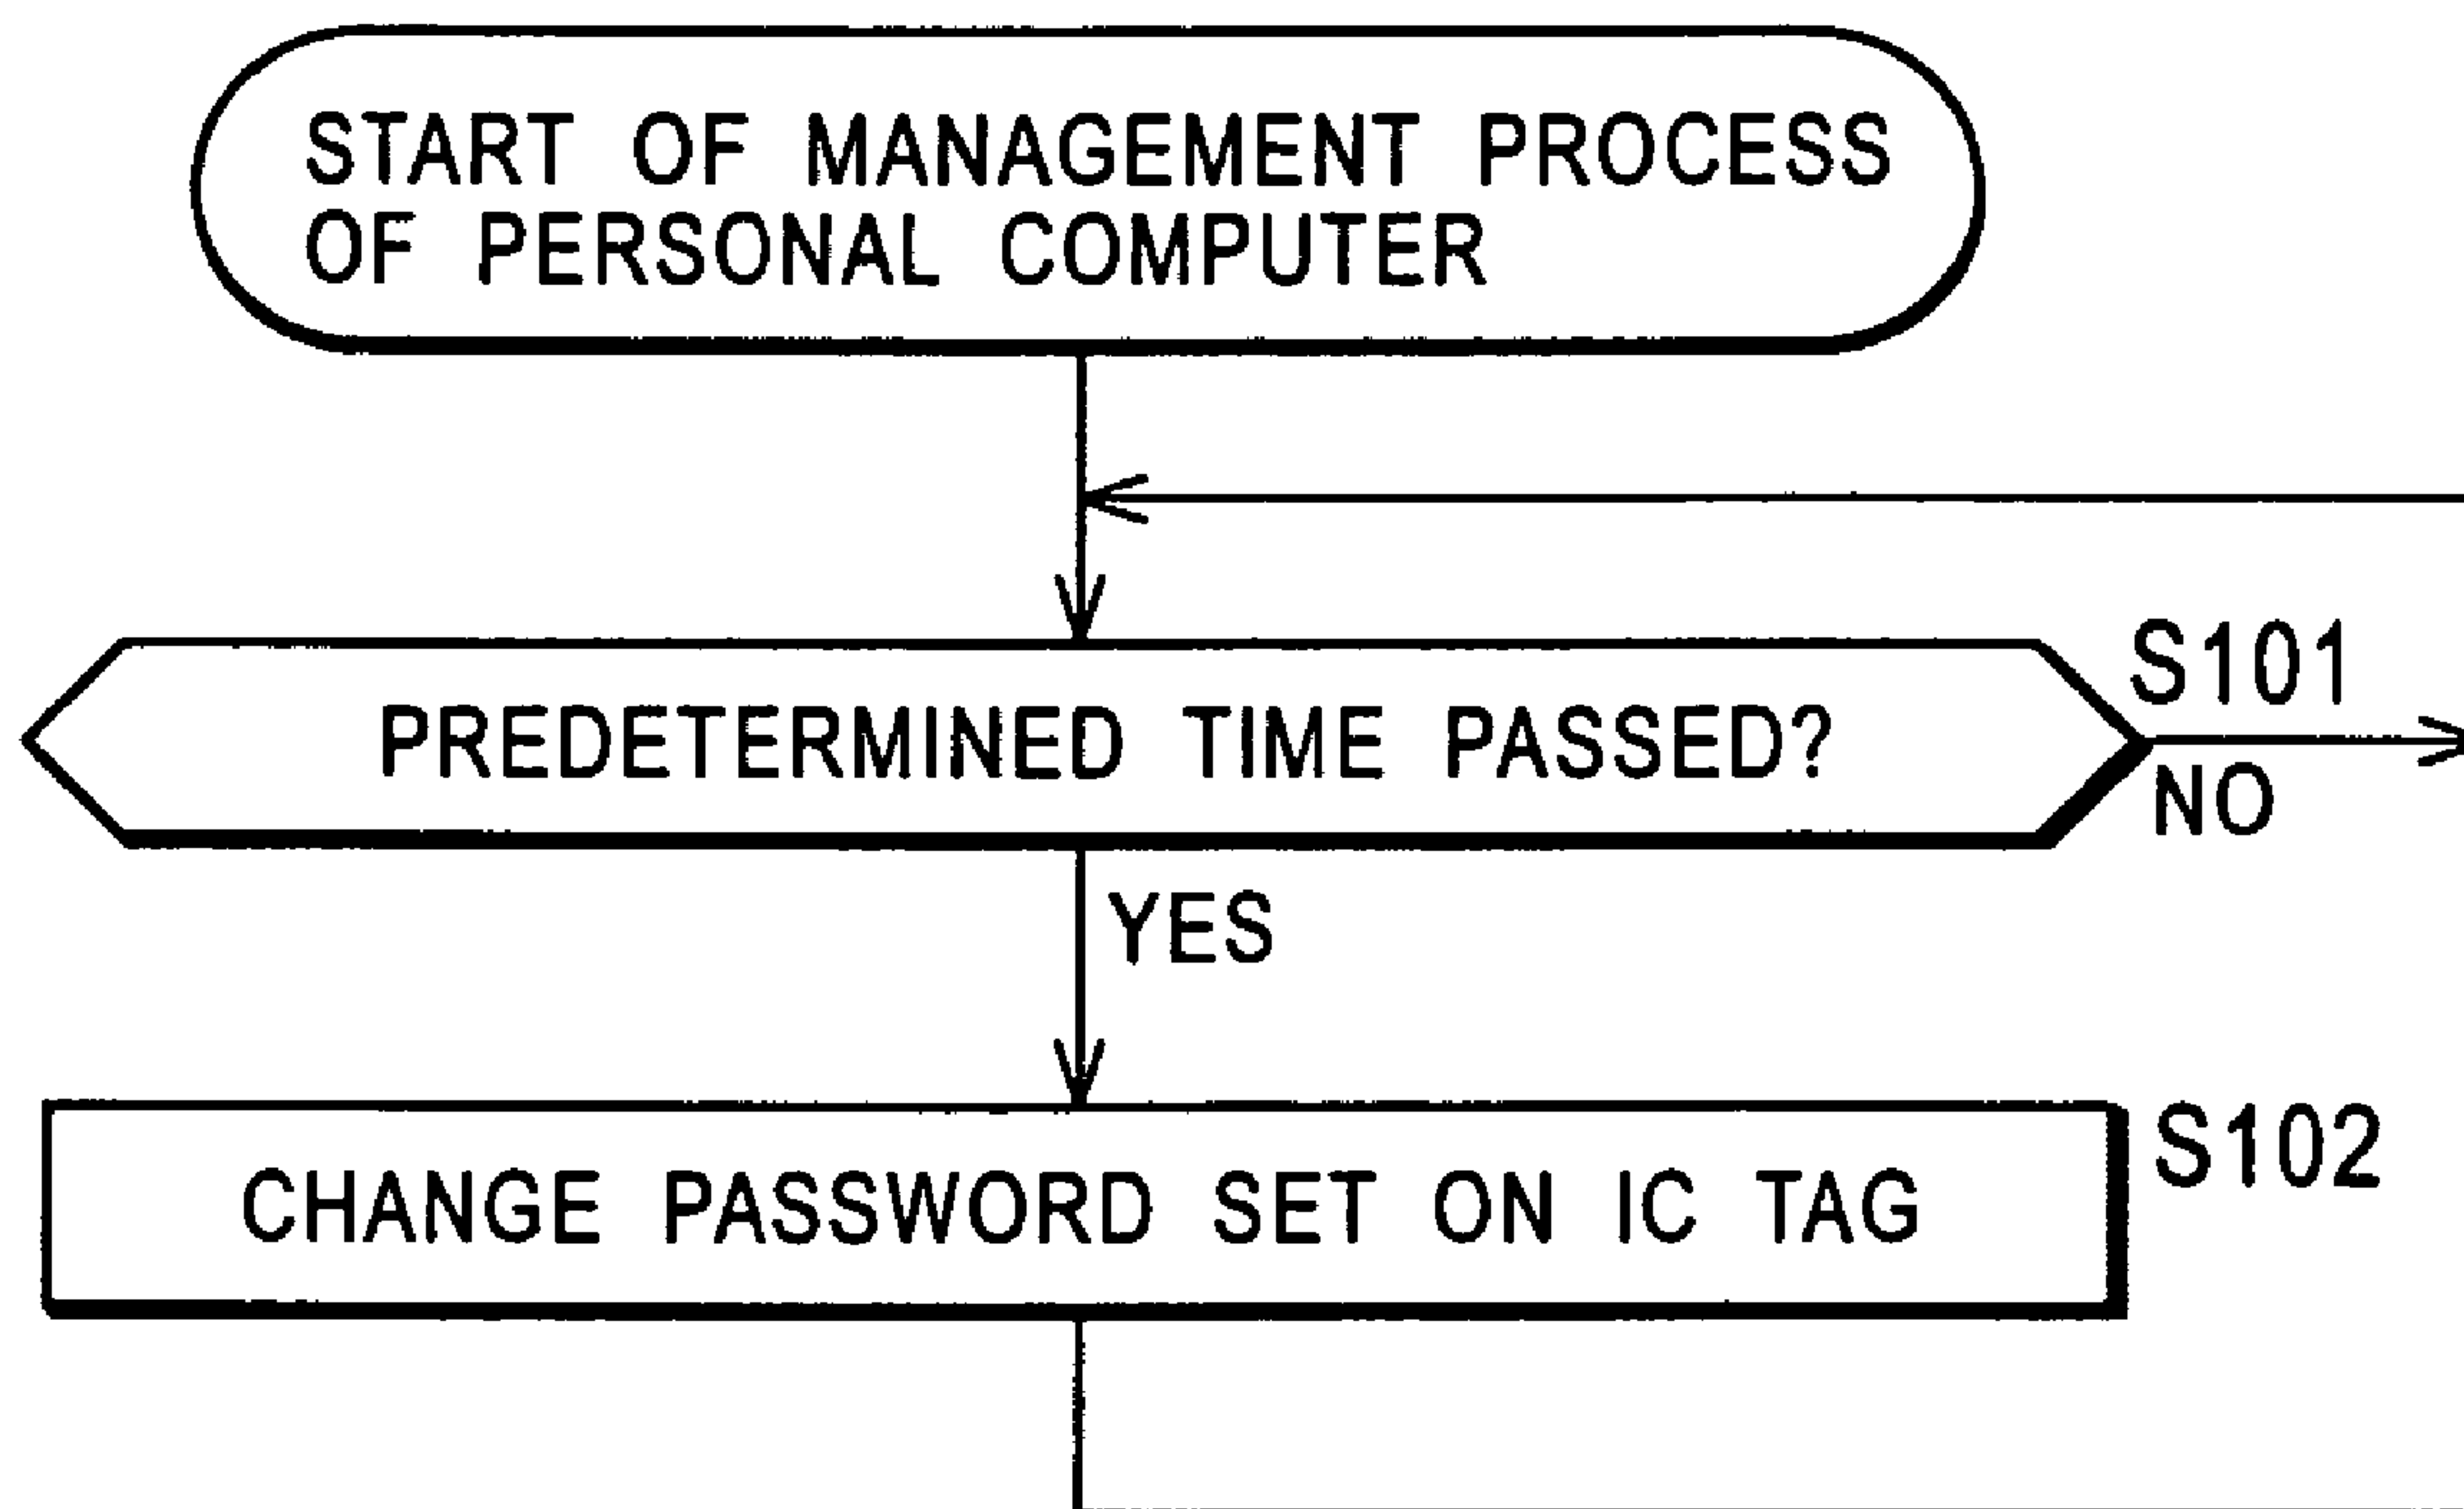 START OF MANAGEMENT PROCESS
OF PERSONAL COMPUTER
S101
PREDETERMINED TIME PASSED?
NO
YES
S102
CHANGE PASSWORD SET ON IC TAG